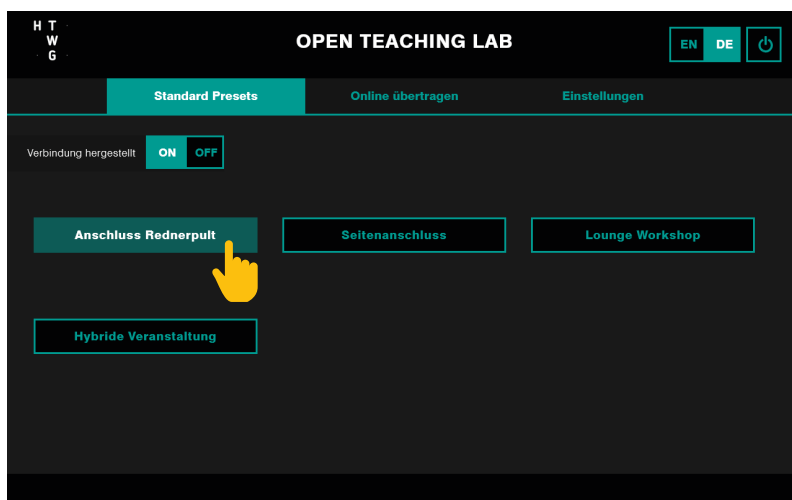 H T
W
G
OPEN TEACHING LAB
EN DE
Standard Presets Online übertragen Einstellungen
Verbindung hergestellt ON OFF
Anschluss Rednerpult Seitenanschluss Lounge Workshop
Hybride Veranstaltung